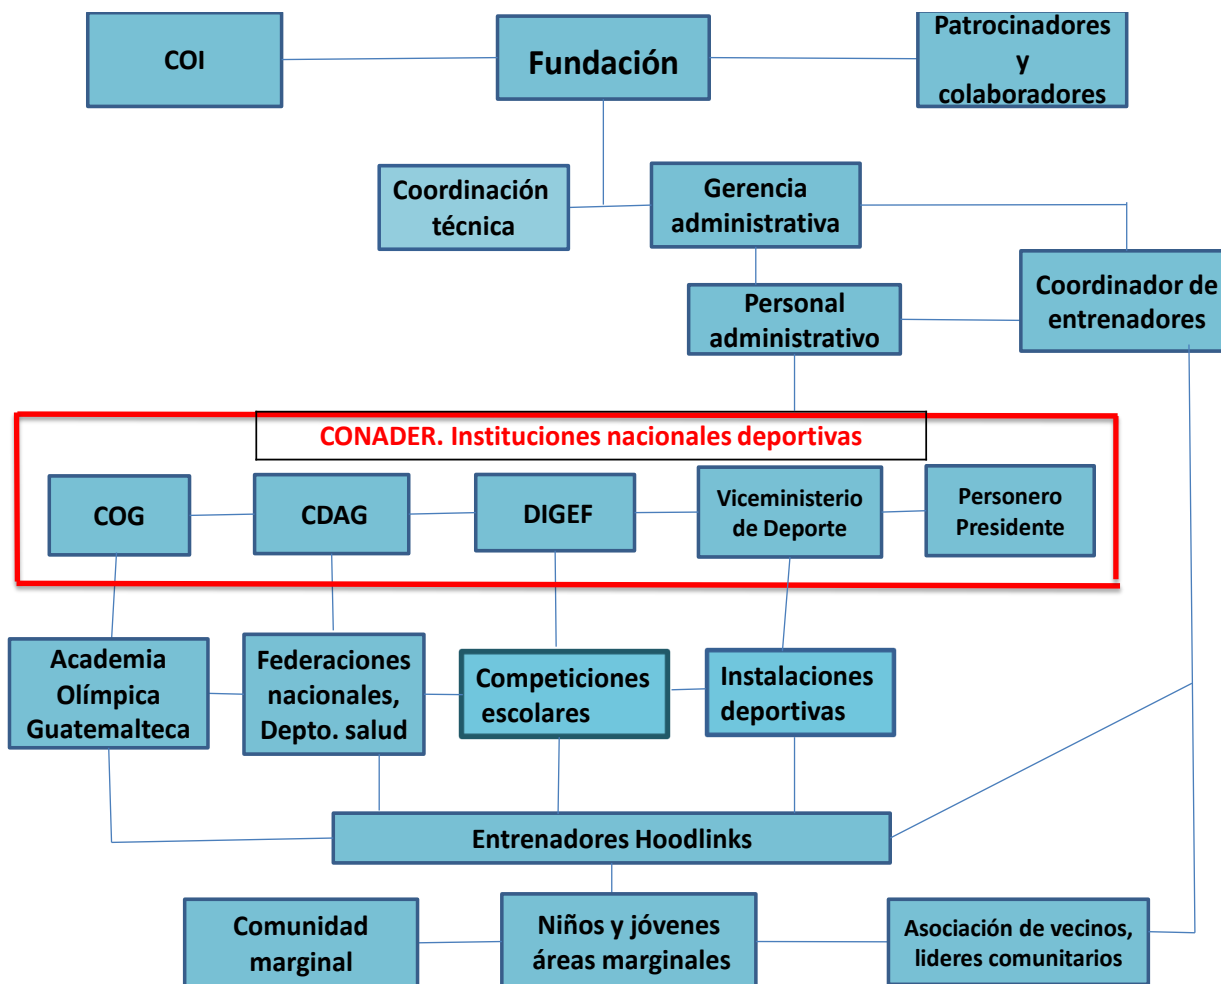 COI
Fundación
Patrocinadores
y
colaboradores
Coordinación
técnica
Gerencia
administrativa
Coordinador de
entrenadores
Personal
administrativo
CONADER. Instituciones nacionales deportivas
COG
CDAG
DIGEF
Viceministerio
de Deporte
Personero
Presidente
Academia
Olímpica
Guatemalteca
Federaciones
nacionales,
Depto. salud
Competiciones
escolares
Instalaciones
deportivas
Entrenadores Hoodlinks
Comunidad
marginal
Niños y jóvenes
áreas marginales
Asociación de vecinos,
lideres comunitarios